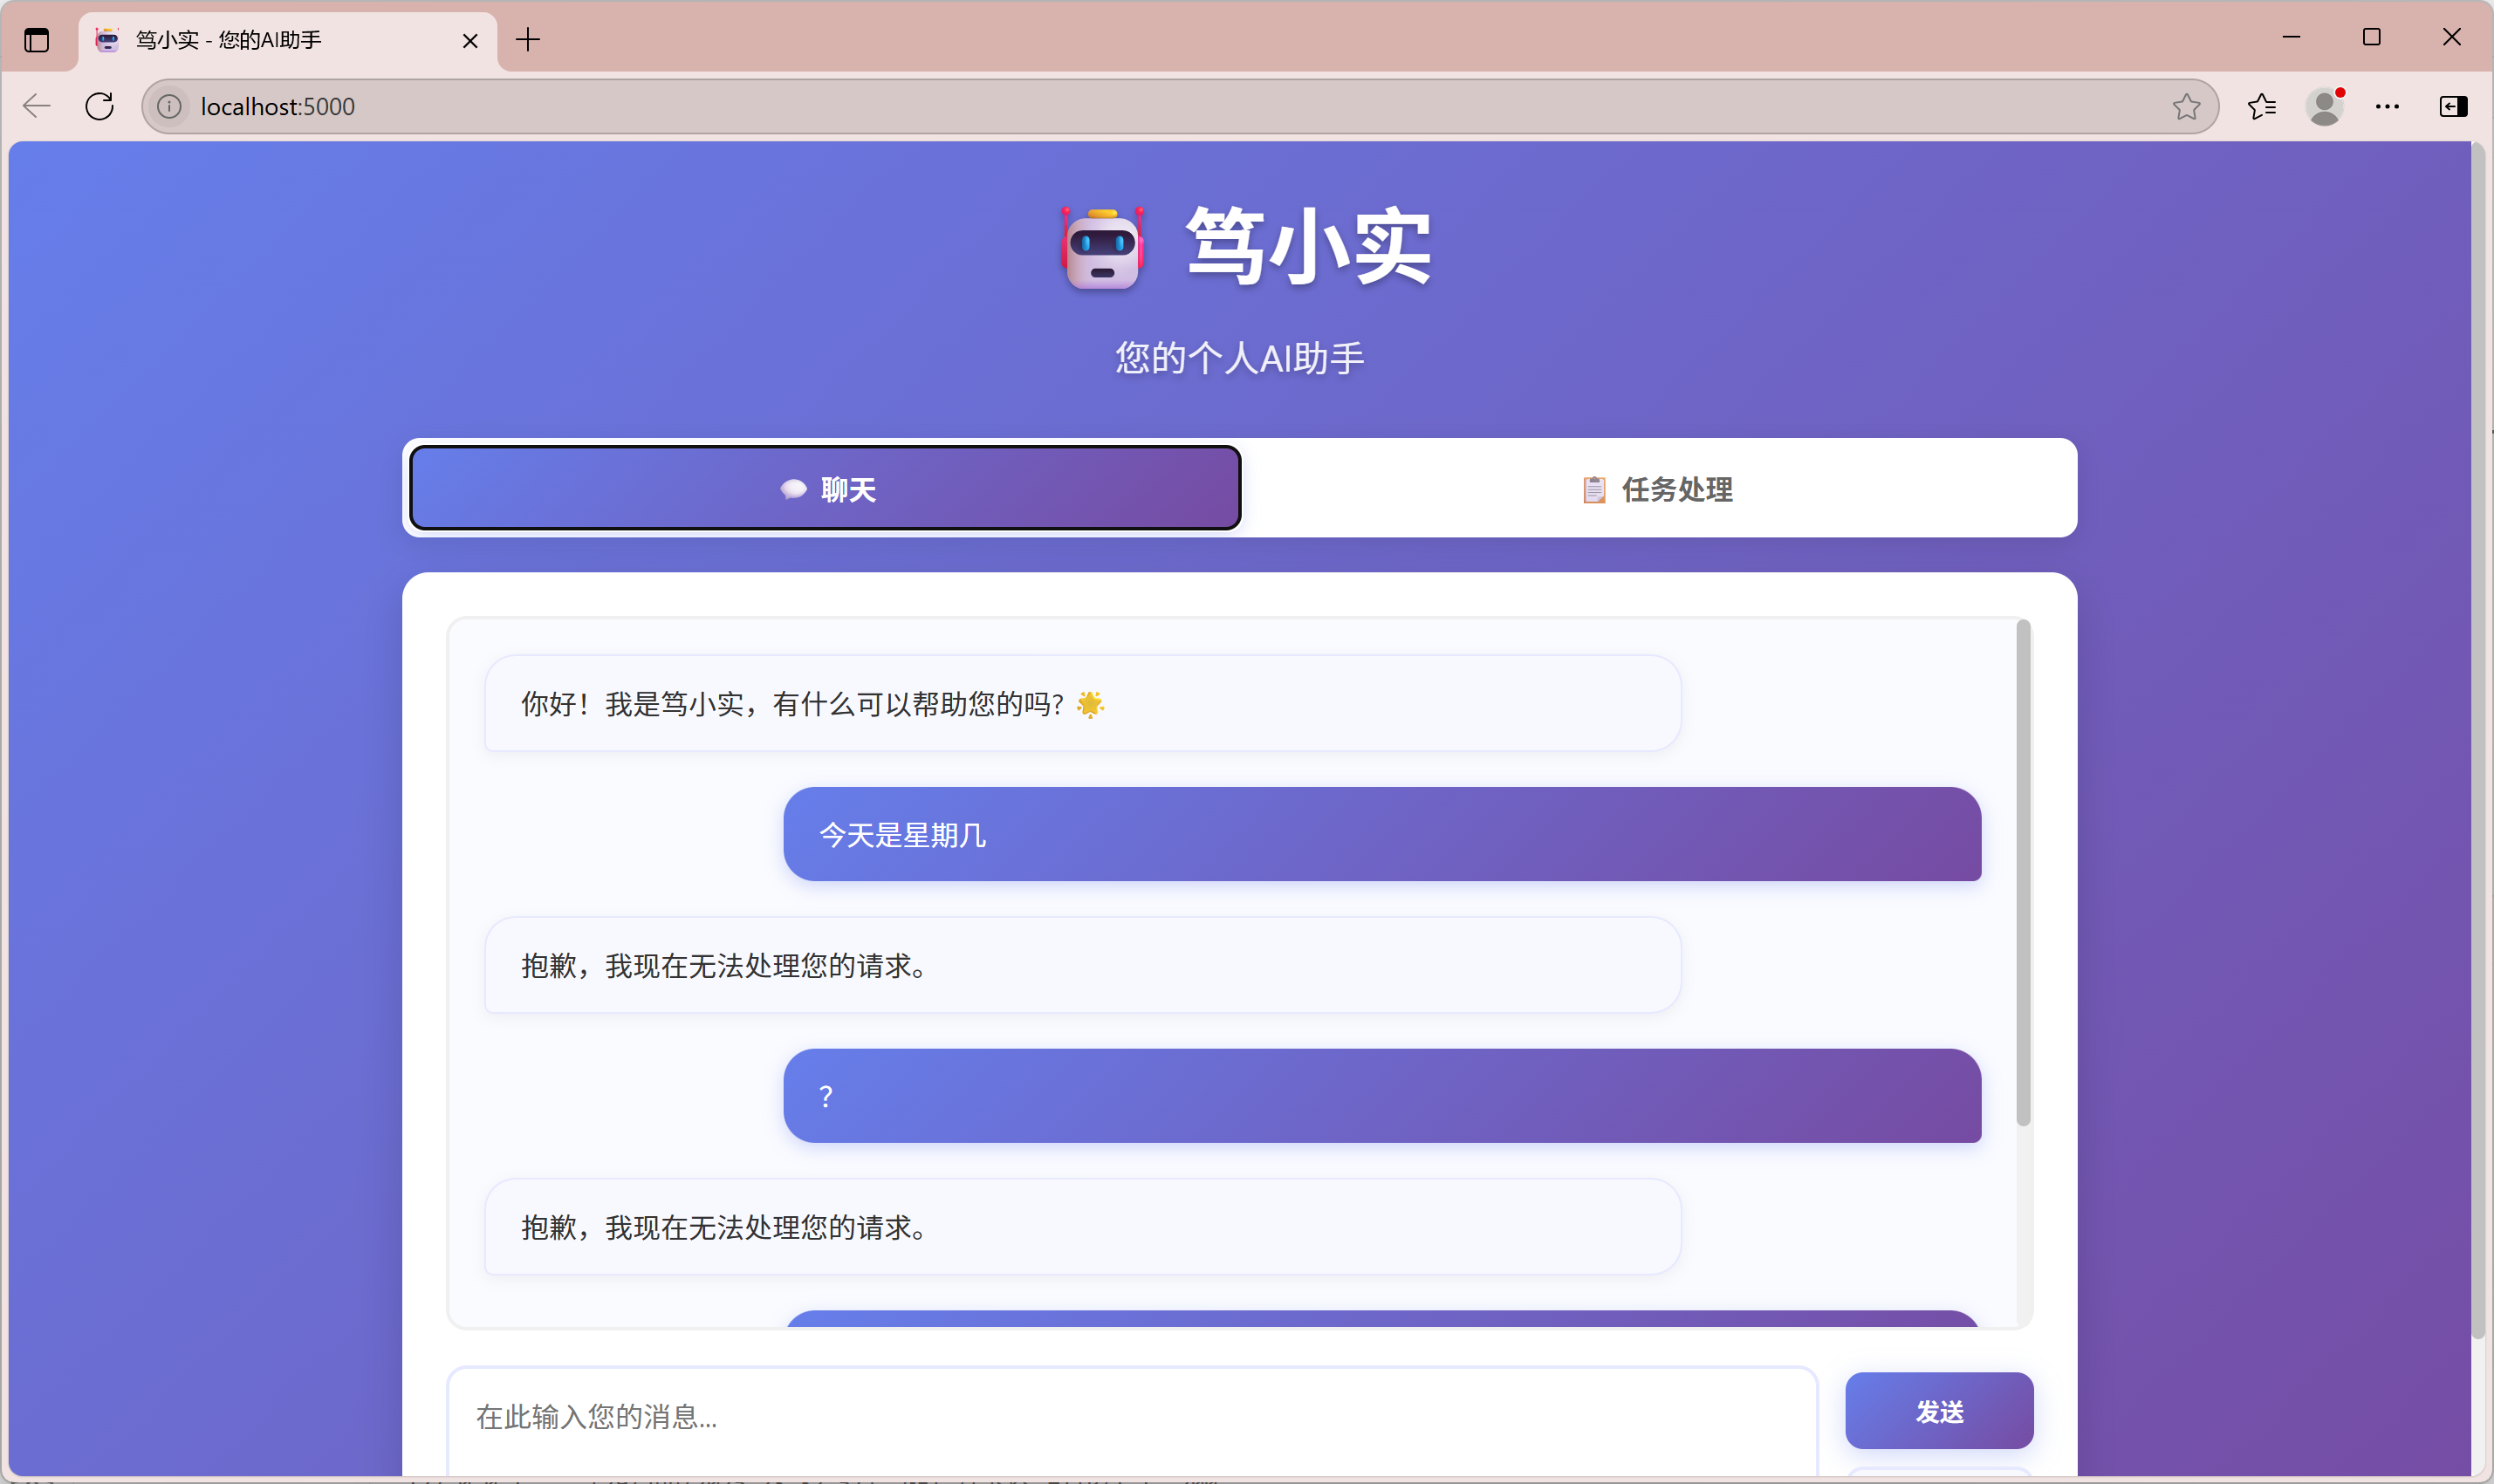 笃小实 - 您的AI助手
localhost:5000
笃小实
您的个人AI助手
聊天
任务处理
你好！我是笃小实，有什么可以帮助您的吗？
今天是星期几
抱歉，我现在无法处理您的请求。
？
抱歉，我现在无法处理您的请求。
在此输入您的消息...
发送